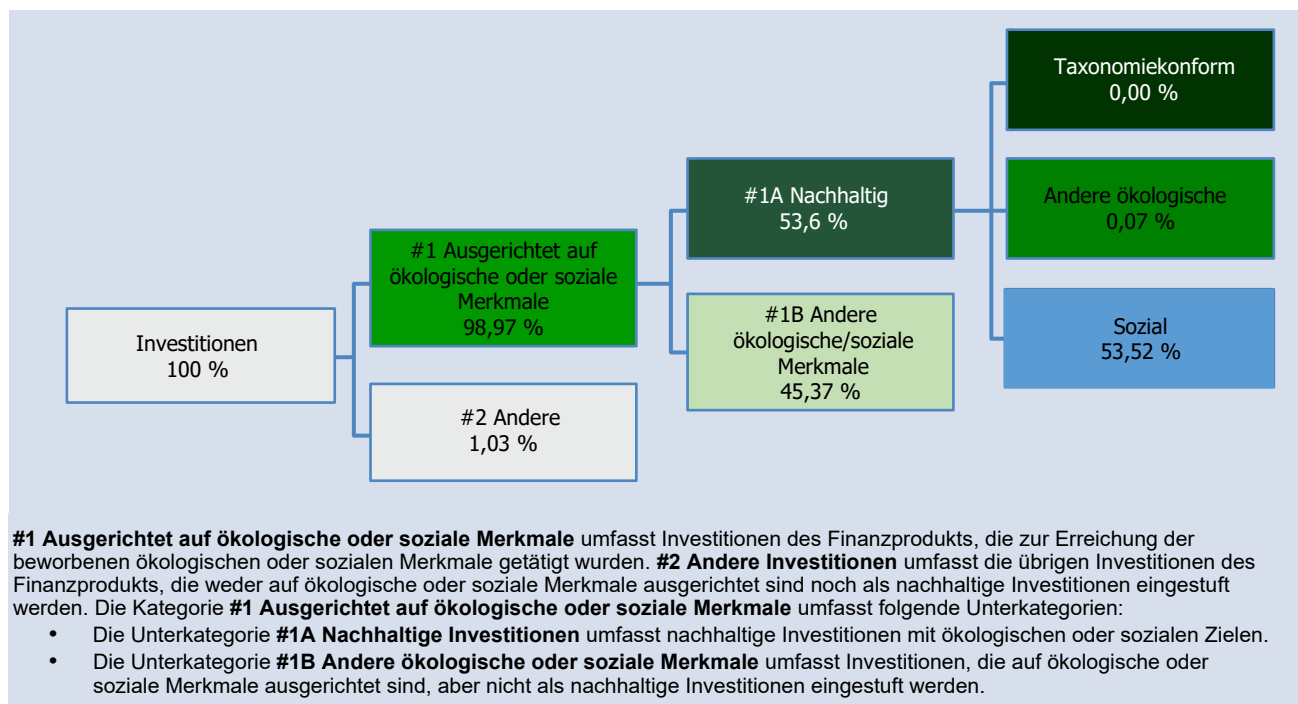 Investitionen
100 %
#1 Ausgerichtet auf
ökologische oder soziale
Merkmale
98,97 %
#2 Andere
1,03 %
#1A Nachhaltig
53,6 %
#1B Andere
ökologische/soziale
Merkmale
45,37 %
Taxonomiekonform
0,00 %
Andere ökologische
0,07 %
Sozial
53,52 %
#1 Ausgerichtet auf ökologische oder soziale Merkmale umfasst Investitionen des Finanzprodukts, die zur Erreichung der
beworbenen ökologischen oder sozialen Merkmale getätigt wurden. #2 Andere Investitionen umfasst die übrigen Investitionen des
Finanzprodukts, die weder auf ökologische oder soziale Merkmale ausgerichtet sind noch als nachhaltige Investitionen eingestuft
werden. Die Kategorie #1 Ausgerichtet auf ökologische oder soziale Merkmale umfasst folgende Unterkategorien:
• Die Unterkategorie #1A Nachhaltige Investitionen umfasst nachhaltige Investitionen mit ökologischen oder sozialen Zielen.
• Die Unterkategorie #1B Andere ökologische oder soziale Merkmale umfasst Investitionen, die auf ökologische oder
soziale Merkmale ausgerichtet sind, aber nicht als nachhaltige Investitionen eingestuft werden.